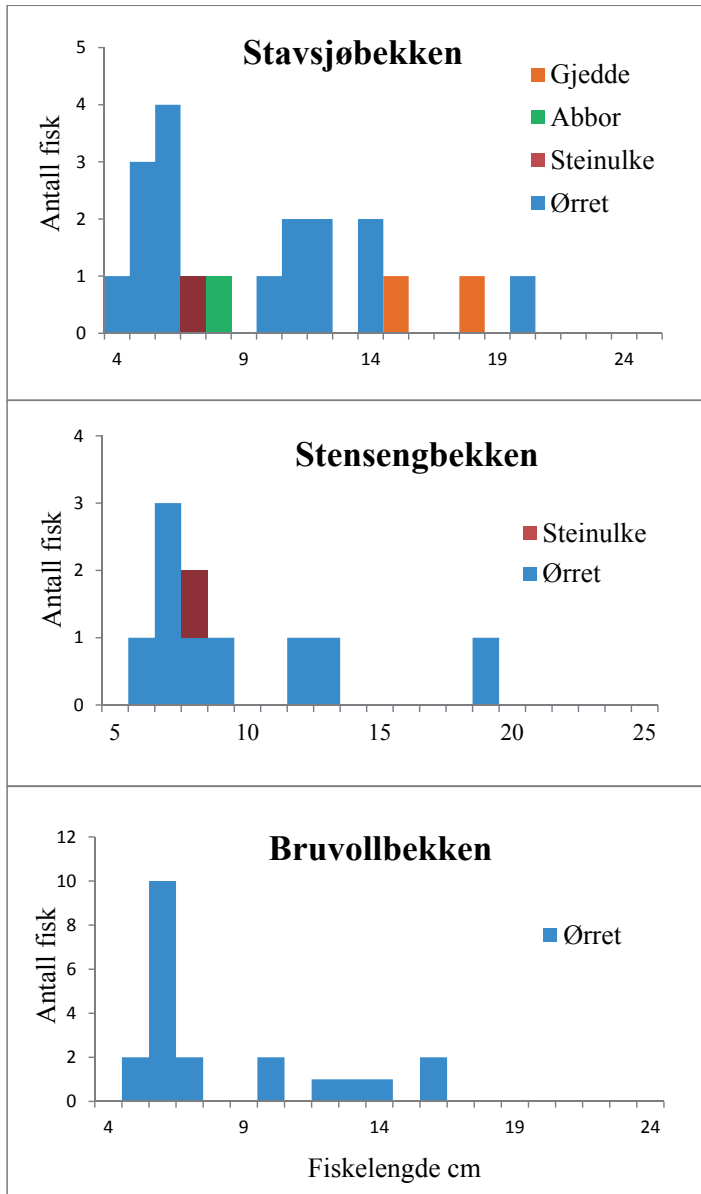 Stavsjøbekken
Gjedde
Abbor
Steinulke
Ørret
Antall fisk
5
4
3
2
1
0
4 9 14 19 24
Stensengbekken
Steinulke
Ørret
Antall fisk
4
3
2
1
0
5 10 15 20 25
Bruvollbekken
Ørret
Antall fisk
12
10
8
6
4
2
0
4 9 14 19 24
Fiskelengde cm